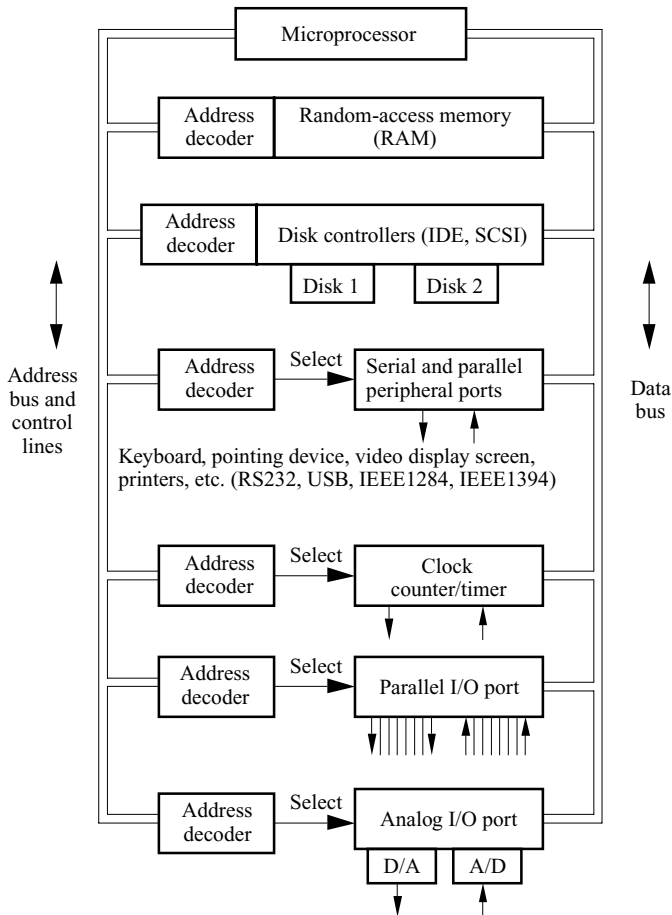 Microprocessor
Address
decoder
Random-access memory
(RAM)
Address
decoder
Disk controllers (IDE, SCSI)
Disk 1
Disk 2
Address
bus and
control
lines
Data
bus
Address
decoder
Select
Serial and parallel
peripheral ports
Keyboard, pointing device, video display screen,
printers, etc. (RS232, USB, IEEE1284, IEEE1394)
Address
decoder
Select
Clock
counter/timer
Address
decoder
Select
Parallel I/O port
Address
decoder
Select
Analog I/O port
D/A
A/D